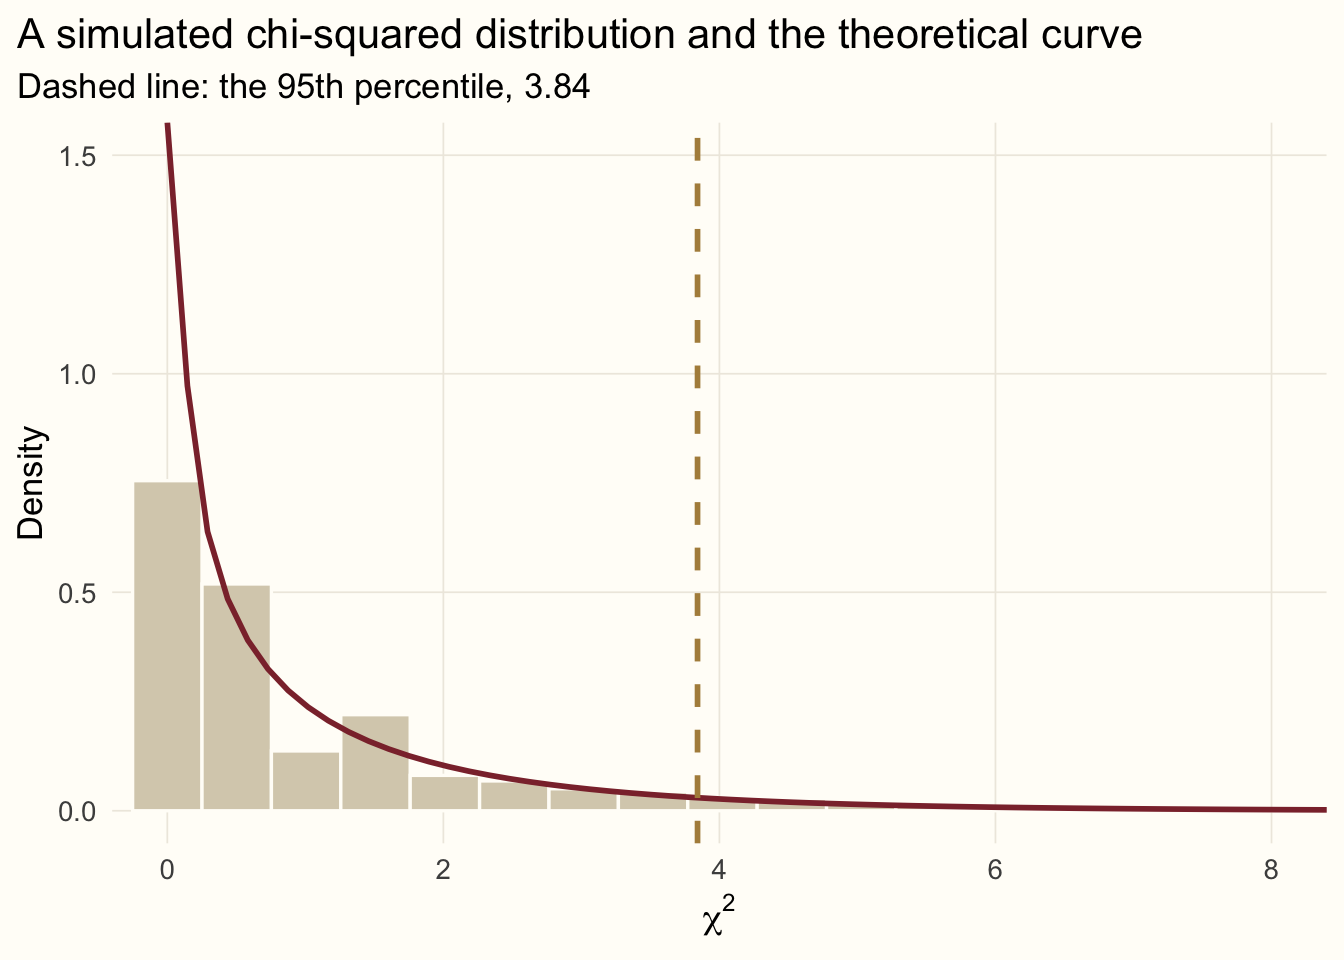 A simulated chi-squared distribution and the theoretical curve
Dashed line: the 95th percentile, 3.84
1.5
1.0
0.5
0.0
Density
0 2 4 6 8
χ²